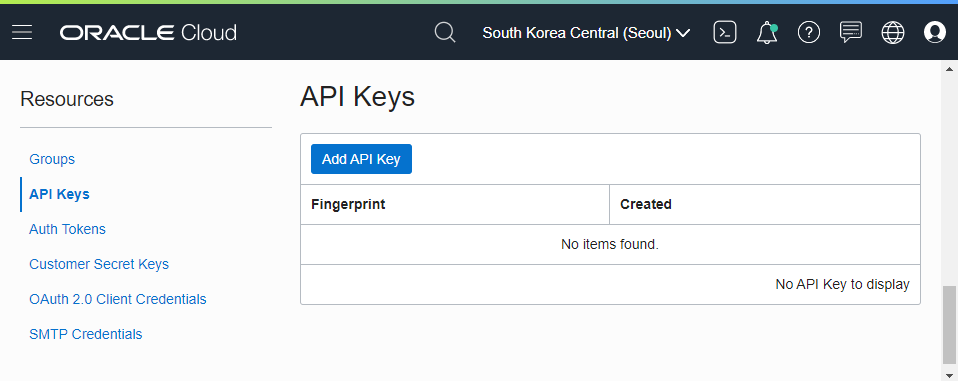 ORACLE Cloud
South Korea Central (Seoul)
Resources
Groups
API Keys
Auth Tokens
Customer Secret Keys
OAuth 2.0 Client Credentials
SMTP Credentials
API Keys
Add API Key
Fingerprint Created
No items found.
No API Key to display